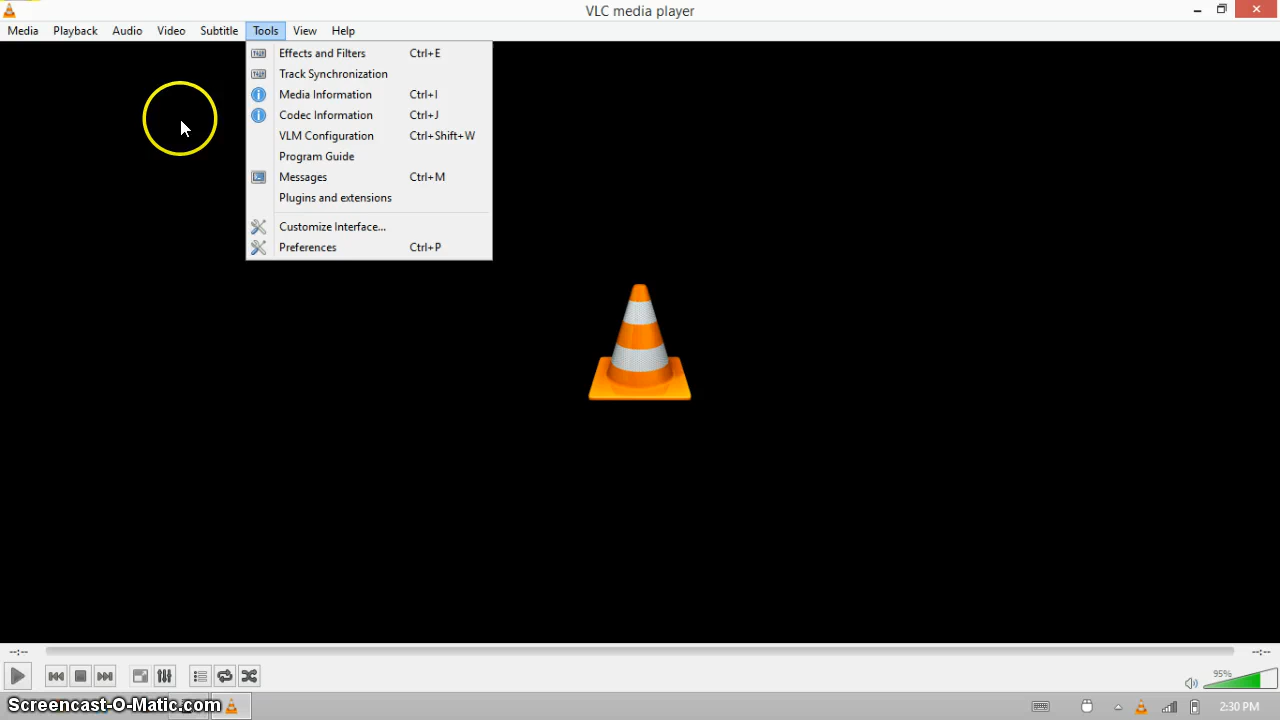 VLC media player
Media Playback Audio Video Subtitle Tools View Help
Effects and Filters Ctrl+E
Track Synchronization
Media Information Ctrl+I
Codec Information Ctrl+J
VLM Configuration Ctrl+Shift+W
Program Guide
Messages Ctrl+M
Plugins and extensions
Customize Interface...
Preferences Ctrl+P
--:-- --:--
95%
Screencast-O-Matic.com 2:30 PM